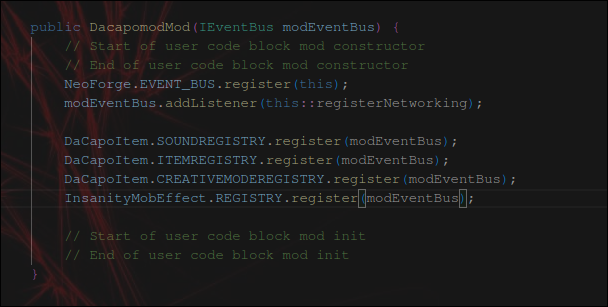 public DacapomodMod(IEventBus modEventBus) {
// Start of user code block mod constructor
// End of user code block mod constructor
NeoForge.EVENT_BUS.register(this);
modEventBus.addListener(this::registerNetworking);
DaCapoItem.SOUNDREGISTRY.register(modEventBus);
DaCapoItem.ITEMREGISTRY.register(modEventBus);
DaCapoItem.CREATIVEMODEREGISTRY.register(modEventBus);
InsanityMobEffect.REGISTRY.register(modEventBus);
// Start of user code block mod init
// End of user code block mod init
}